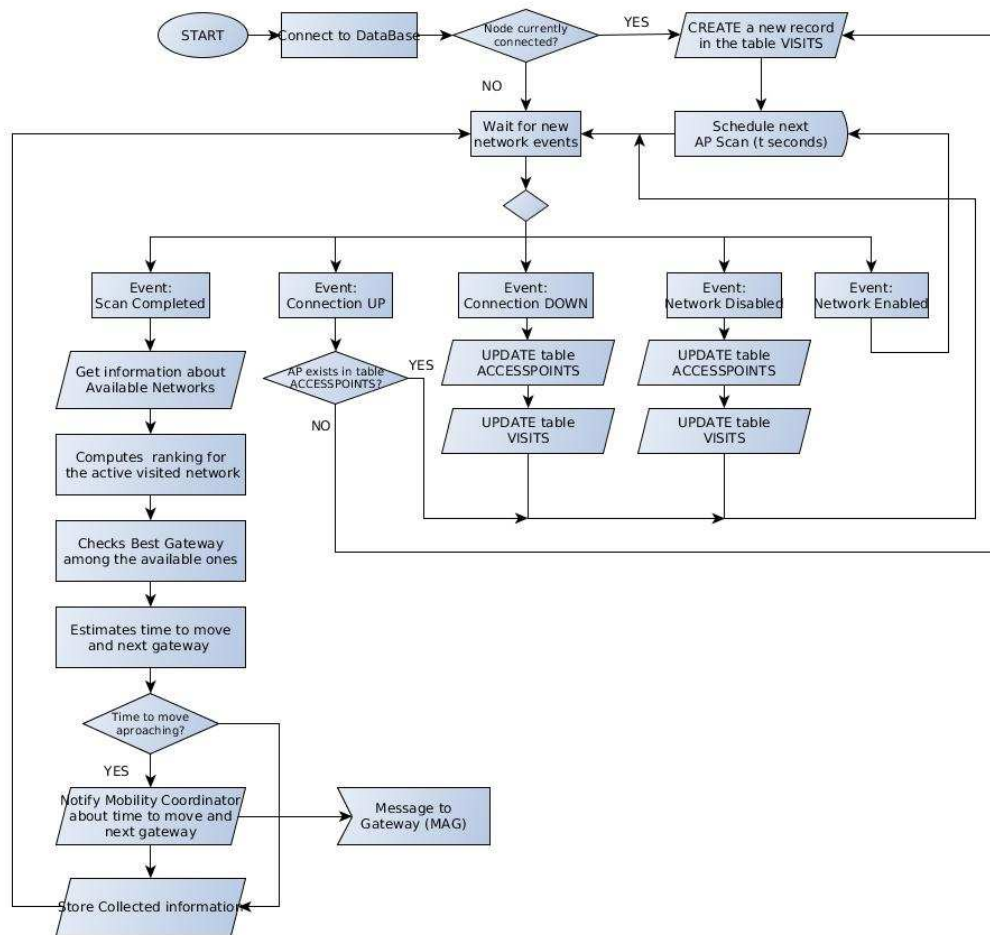 START
Connect to DataBase
Node currently
connected?
YES
CREATE a new record
in the table VISITS
NO
Wait for new
network events
Schedule next
AP Scan (t seconds)
Event:
Scan Completed
Event:
Connection UP
Event:
Connection DOWN
Event:
Network Disabled
Event:
Network Enabled
Get information about
Available Networks
AP exists in table
ACCESSPOINTS?
YES
NO
UPDATE table
ACCESSPOINTS
UPDATE table
ACCESSPOINTS
UPDATE table
VISITS
UPDATE table
VISITS
Computes ranking for
the active visited network
Checks Best Gateway
among the available ones
Estimates time to move
and next gateway
Time to move
aproaching?
YES
Notify Mobility Coordinator
about time to move and
next gateway
Message to
Gateway (MAG)
Store Collected information